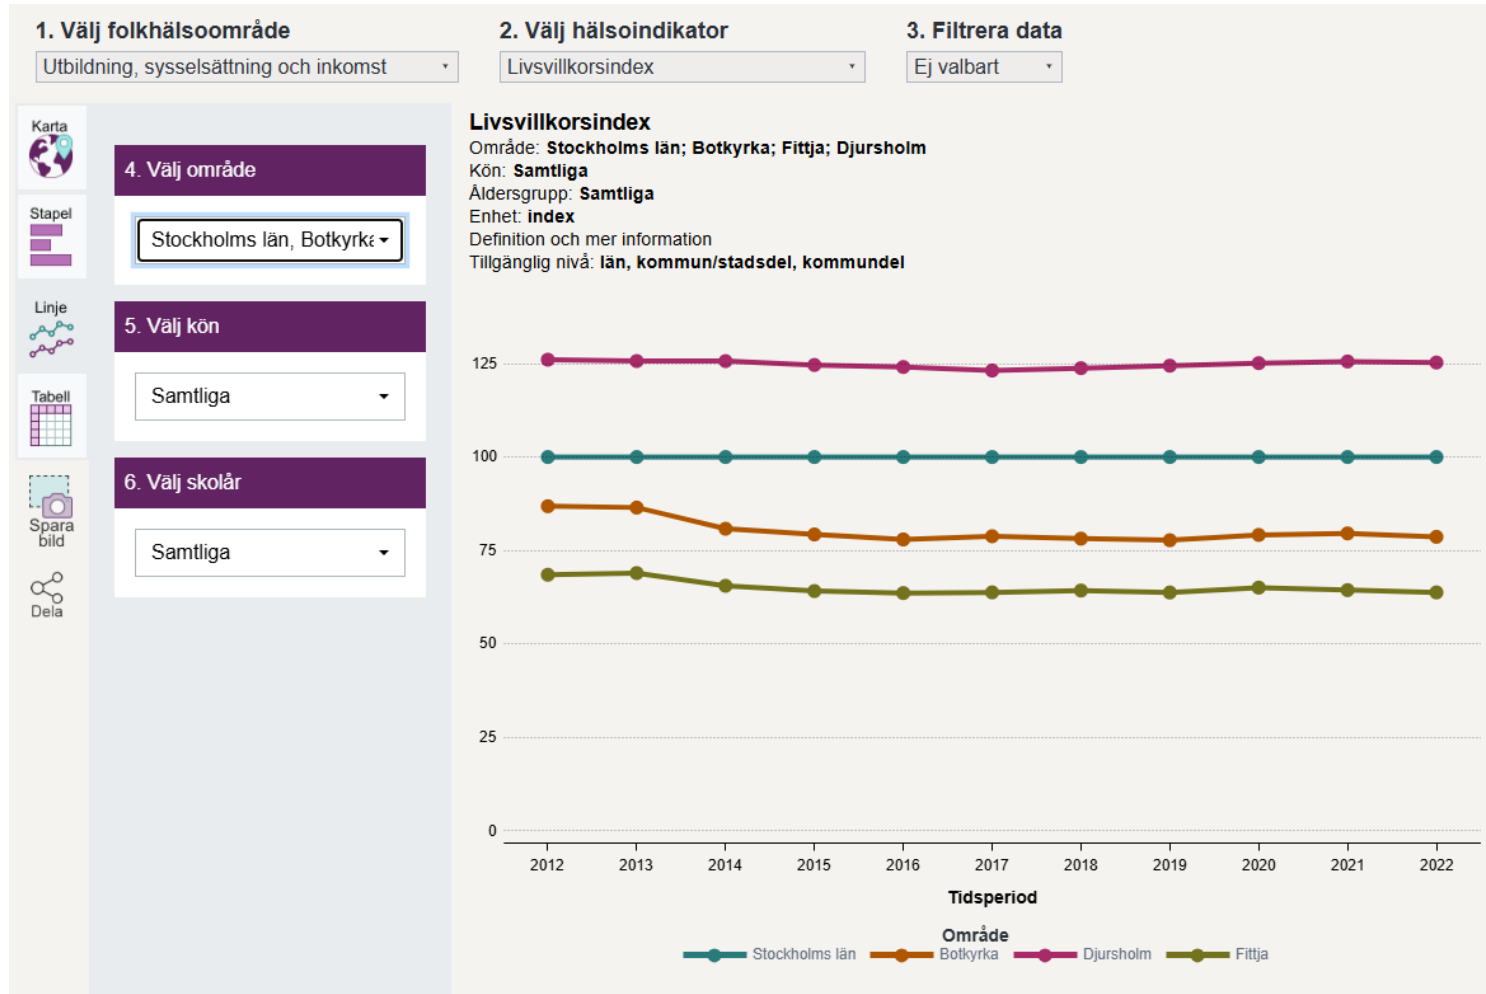 1. Välj folkhälsoområde
2. Välj hälsoindikator
3. Filtrera data
Utbildning, sysselsättning och inkomst
Livsvillkorsindex
Ej valbart
Karta
Stapel
Linje
Tabell
Spara
bild
Dela
4. Välj område
Stockholms län, Botkyrka
5. Välj kön
Samtliga
6. Välj skolår
Samtliga
Livsvillkorsindex
Område: Stockholms län; Botkyrka; Fittja; Djursholm
Kön: Samtliga
Åldersgrupp: Samtliga
Enhet: index
Definition och mer information
Tillgänglig nivå: län, kommun/stadsdel, kommundel
125
100
75
50
25
0
2012 2013 2014 2015 2016 2017 2018 2019 2020 2021 2022
Tidsperiod
Område
Stockholms län Botkyrka Djursholm Fittja